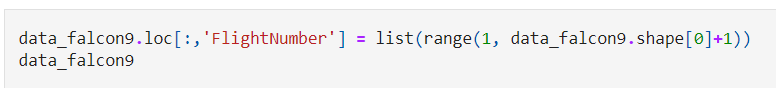 data_falcon9.loc[:,'FlightNumber'] = list(range(1, data_falcon9.shape[0]+1))
data_falcon9